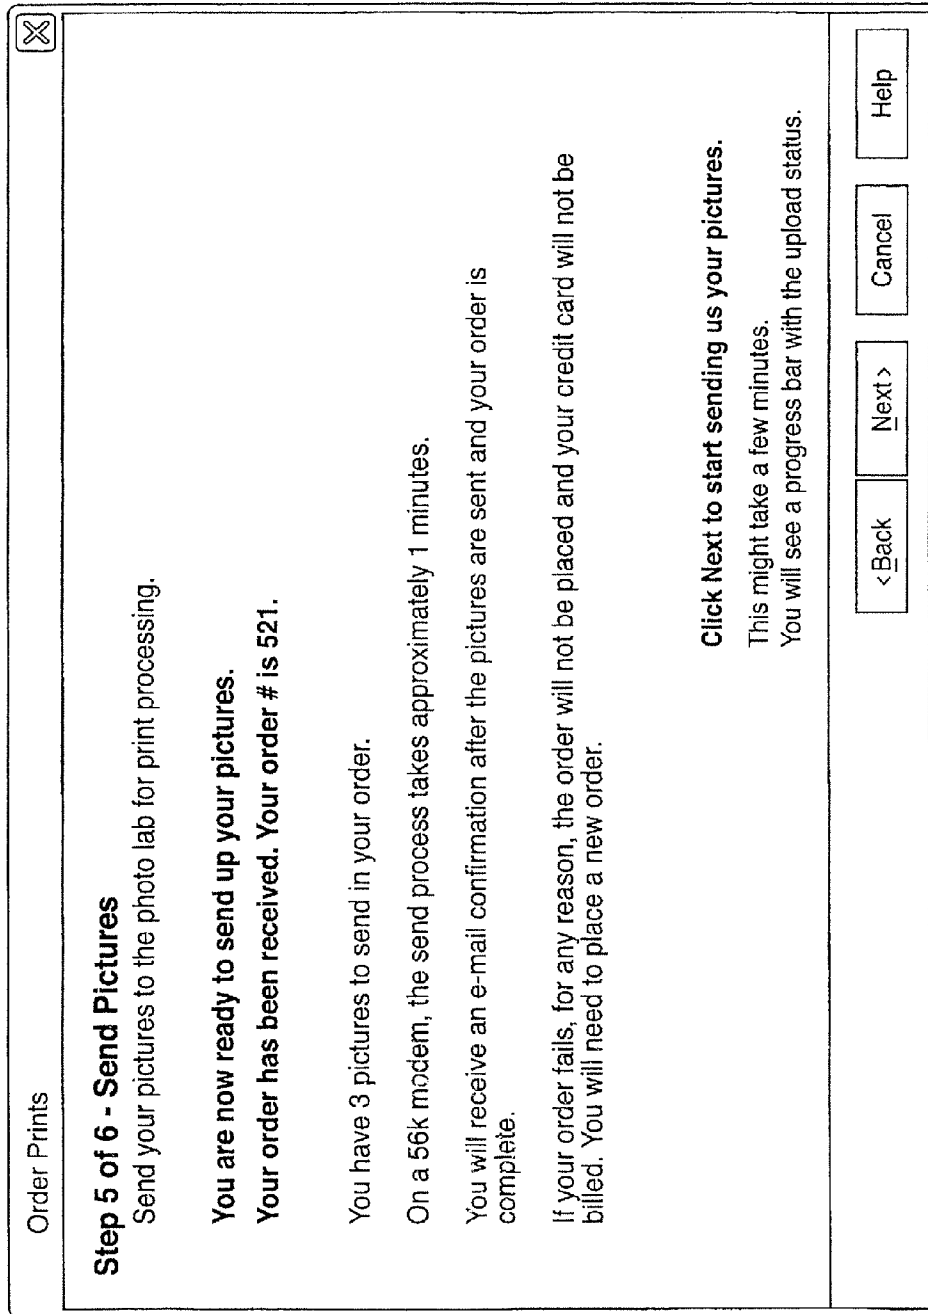 Order Prints
Step 5 of 6 - Send Pictures
Send your pictures to the photo lab for print processing.
You are now ready to send up your pictures.
Your order has been received. Your order # is 521.
You have 3 pictures to send in your order.
On a 56k modem, the send process takes approximately 1 minutes.
You will receive an e-mail confirmation after the pictures are sent and your order is
complete.
If your order fails, for any reason, the order will not be placed and your credit card will not be
billed. You will need to place a new order.
Click Next to start sending us your pictures.
This might take a few minutes.
You will see a progress bar with the upload status.
< Back Next > Cancel Help